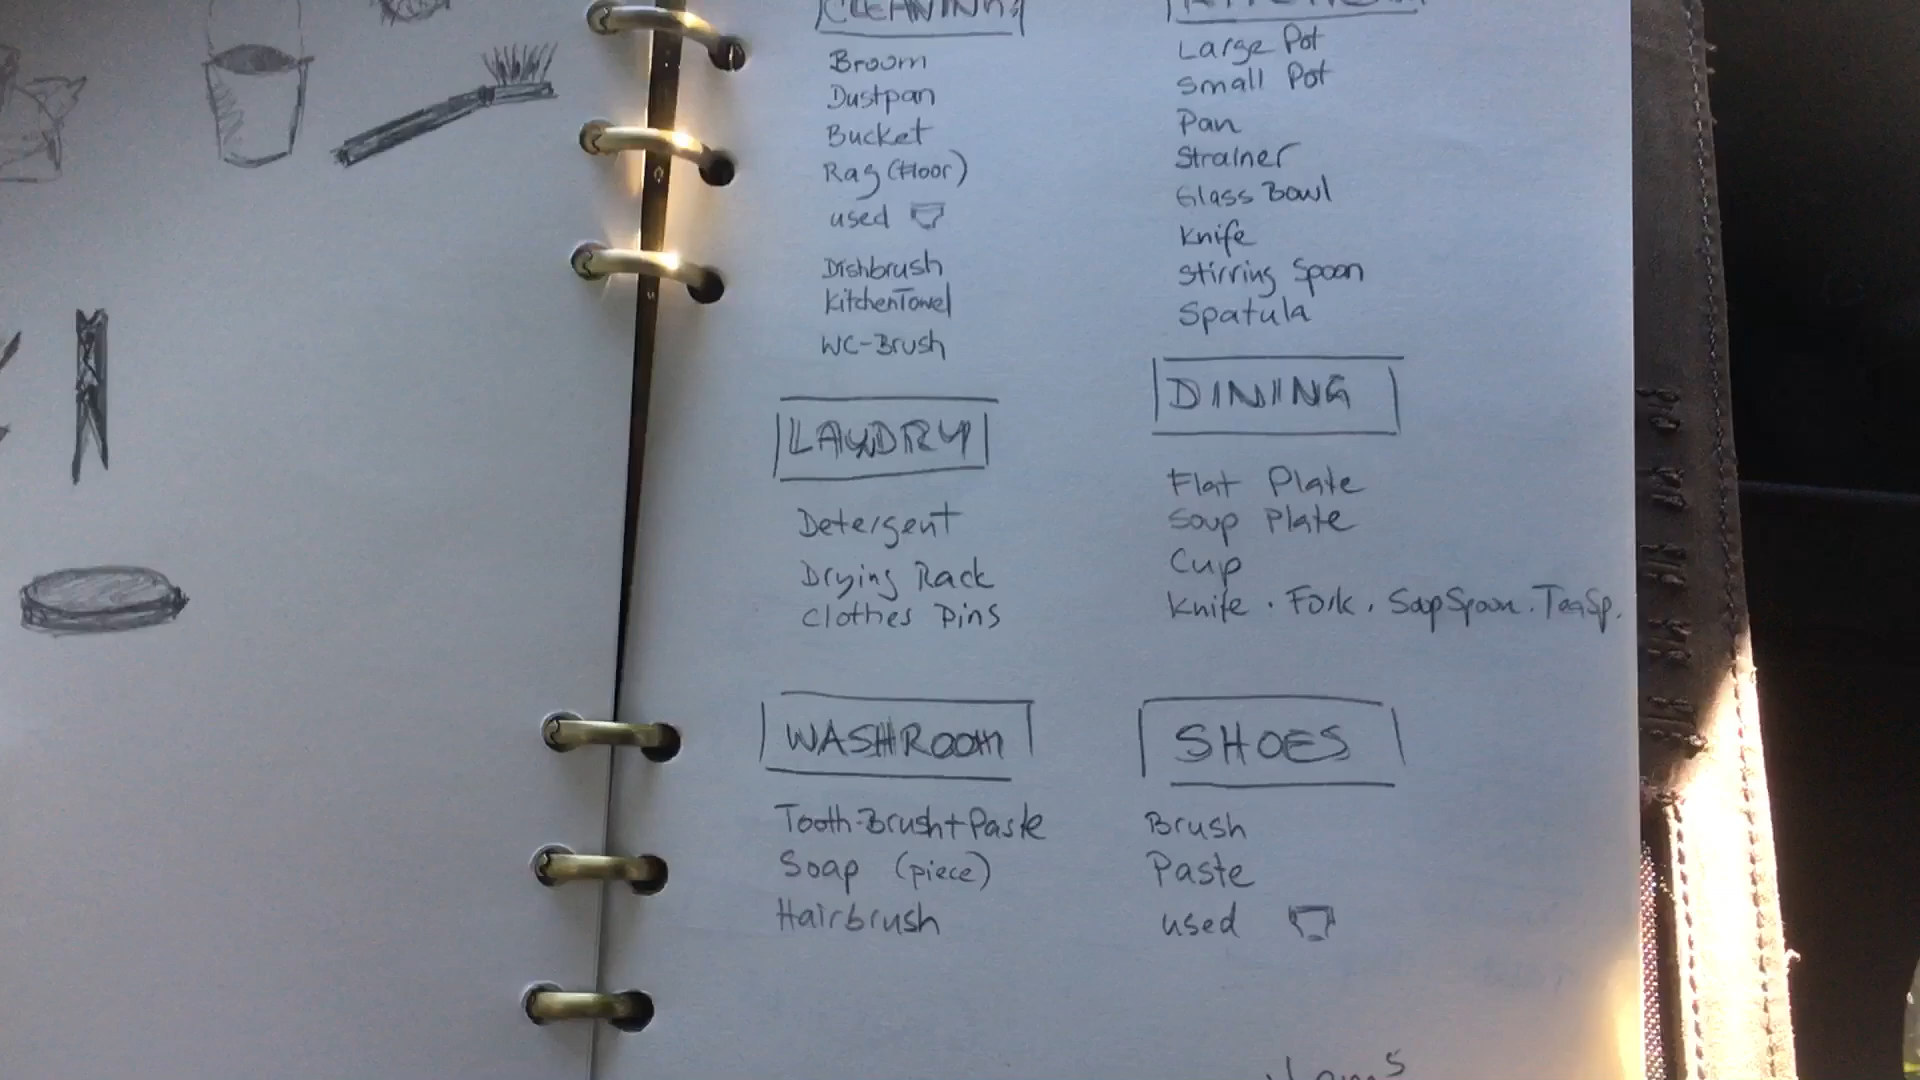 CLEANING
Broom
Dustpan
Bucket
Rag (Floor)
used
Dishbrush
KitchenTowel
WC-Brush
LAUNDRY
Detergent
Drying Rack
Clothes Pins
WASHROOM
Tooth-Brush+Paste
Soap (piece)
Hairbrush
KITCHEN
Large Pot
Small Pot
Pan
Strainer
Glass Bowl
Knife
Stirring Spoon
Spatula
DINING
Flat Plate
Soup Plate
Cup
Knife . Fork . SoupSpoon . TeaSp.
SHOES
Brush
Paste
used